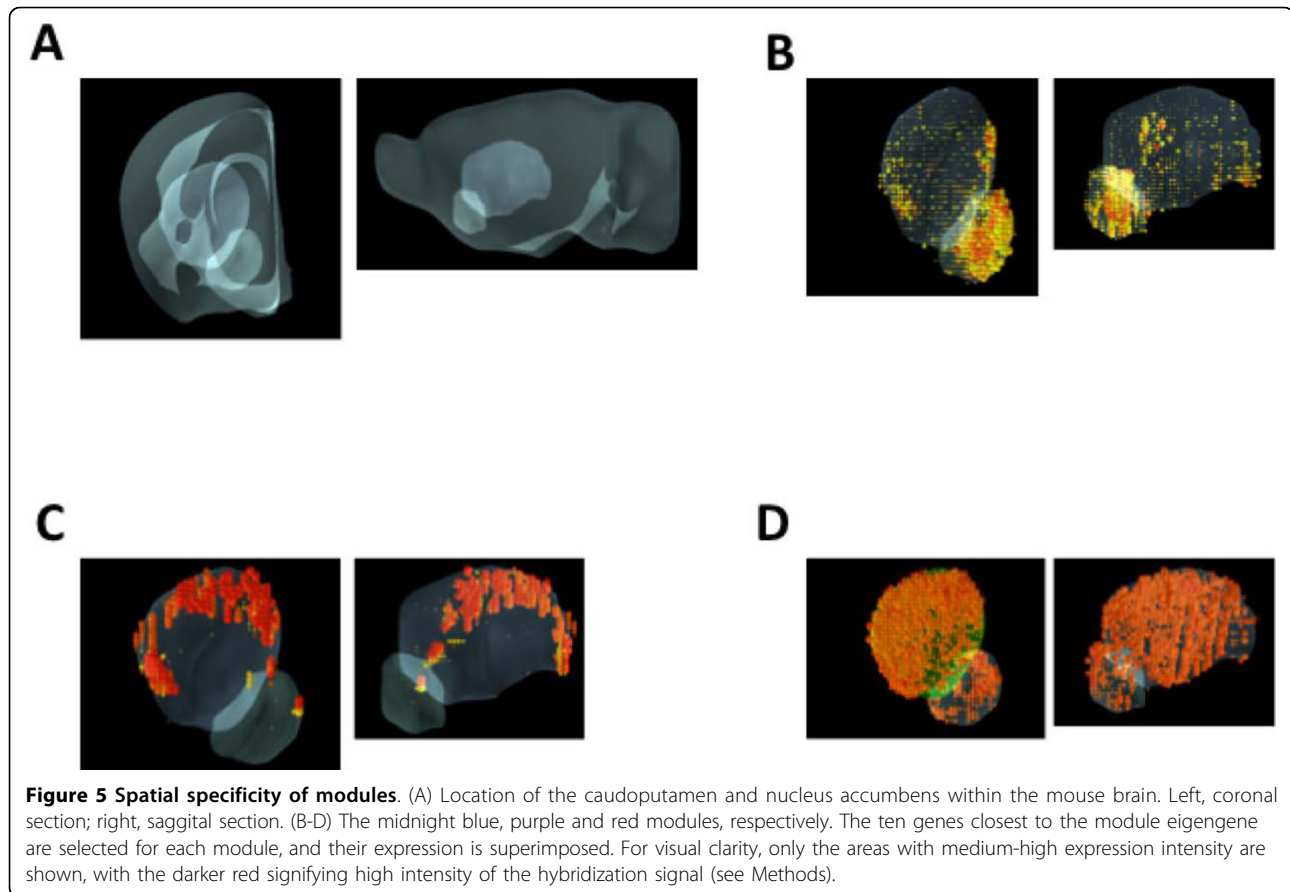 A
B
C
D
Figure 5 Spatial specificity of modules. (A) Location of the caudoputamen and nucleus accumbens within the mouse brain. Left, coronal
section; right, saggital section. (B-D) The midnight blue, purple and red modules, respectively. The ten genes closest to the module eigengene
are selected for each module, and their expression is superimposed. For visual clarity, only the areas with medium-high expression intensity are
shown, with the darker red signifying high intensity of the hybridization signal (see Methods).